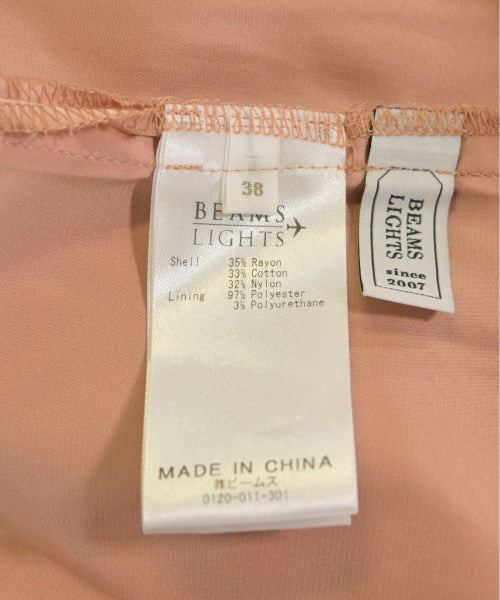 38
BEAMS
LIGHTS
Shell 35% Rayon
33% Cotton
32% Nylon
Lining 97% Polyester
3% Polyurethane
MADE IN CHINA
㈱ビームス
0120-011-301
BEAMS
LIGHTS
since
2007